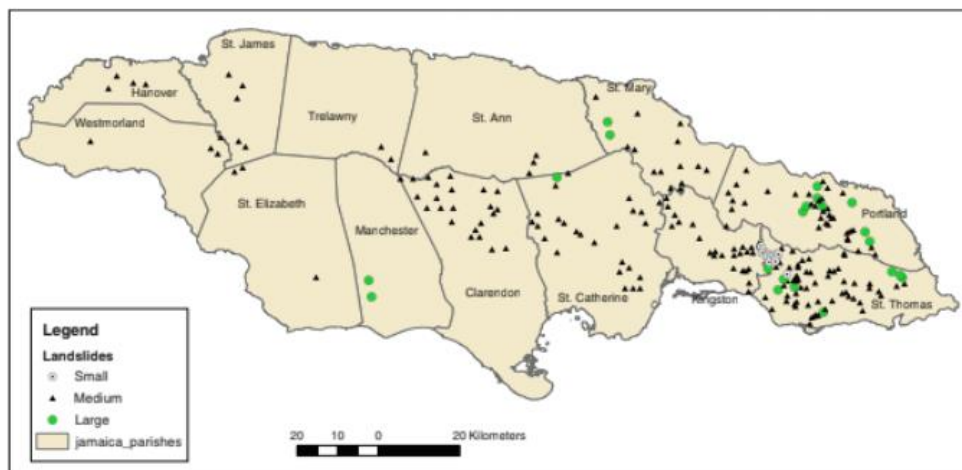 St. James
Hanover
St. Mary
Trelawny
St. Ann
Westmorland
St. Elizabeth
Portland
Manchester
Clarendon
St. Catherine
Kingston
St. Thomas
Legend
Landslides
Small
Medium
Large
jamaica_parishes
20 10 0 20 Kilometers